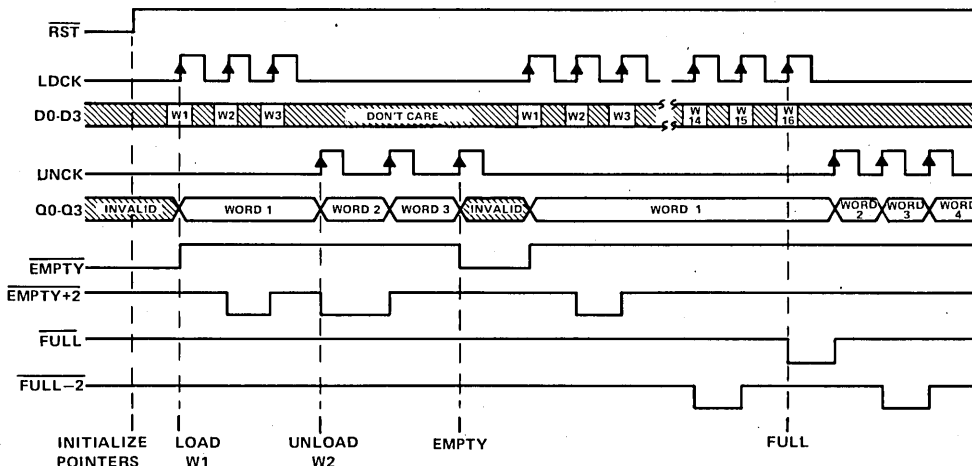 RST
LDCK
D0-D3 W1 W2 W3 DON'T CARE W1 W2 W3 W 14 W 15 W 16
UNCK
Q0-Q3 INVALID WORD 1 WORD 2 WORD 3 INVALID WORD 1 WORD 2 WORD 3 WORD 4
EMPTY
EMPTY+2
FULL
FULL−2
INITIALIZE POINTERS
LOAD W1
UNLOAD W2
EMPTY
FULL